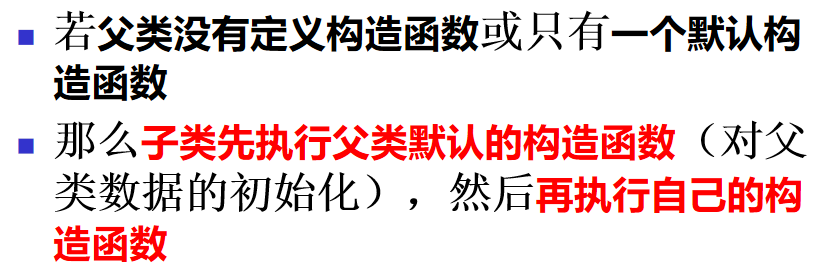 若父类没有定义构造函数或只有一个默认构
造函数
那么子类先执行父类默认的构造函数（对父
类数据的初始化），然后再执行自己的构
造函数